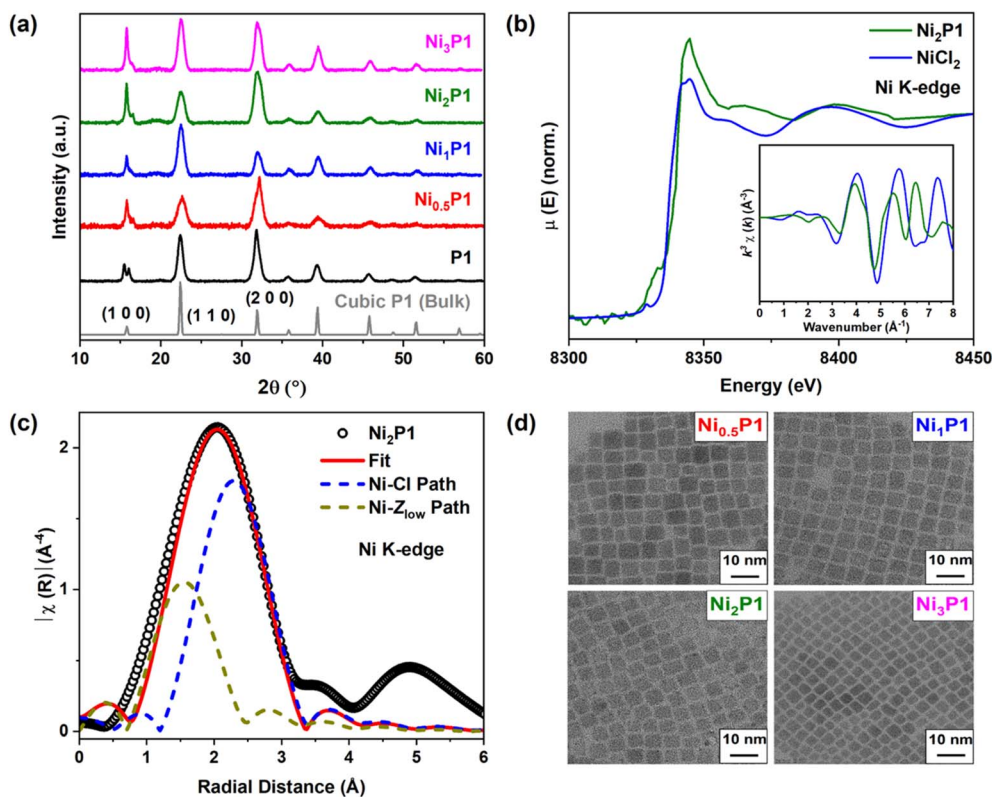 (a)
Intensity (a.u.)
Ni₃P1
Ni₂P1
Ni₁P1
Ni₀.₅P1
P1
(1 0 0)
(1 1 0)
(2 0 0)
Cubic P1 (Bulk)
10 20 30 40 50 60
2θ (°)
(b)
μ (E) (norm.)
Ni₂P1
NiCl₂
Ni K-edge
k³ χ (k) (Å⁻³)
0 1 2 3 4 5 6 7 8
Wavenumber (Å⁻¹)
8300 8350 8400 8450
Energy (eV)
(c)
|χ (R)| (Å⁻⁴)
2
1
0
Ni₂P1
Fit
Ni-Cl Path
Ni-Zlow Path
Ni K-edge
0 1 2 3 4 5 6
Radial Distance (Å)
(d)
Ni₀.₅P1
10 nm
Ni₁P1
10 nm
Ni₂P1
10 nm
Ni₃P1
10 nm